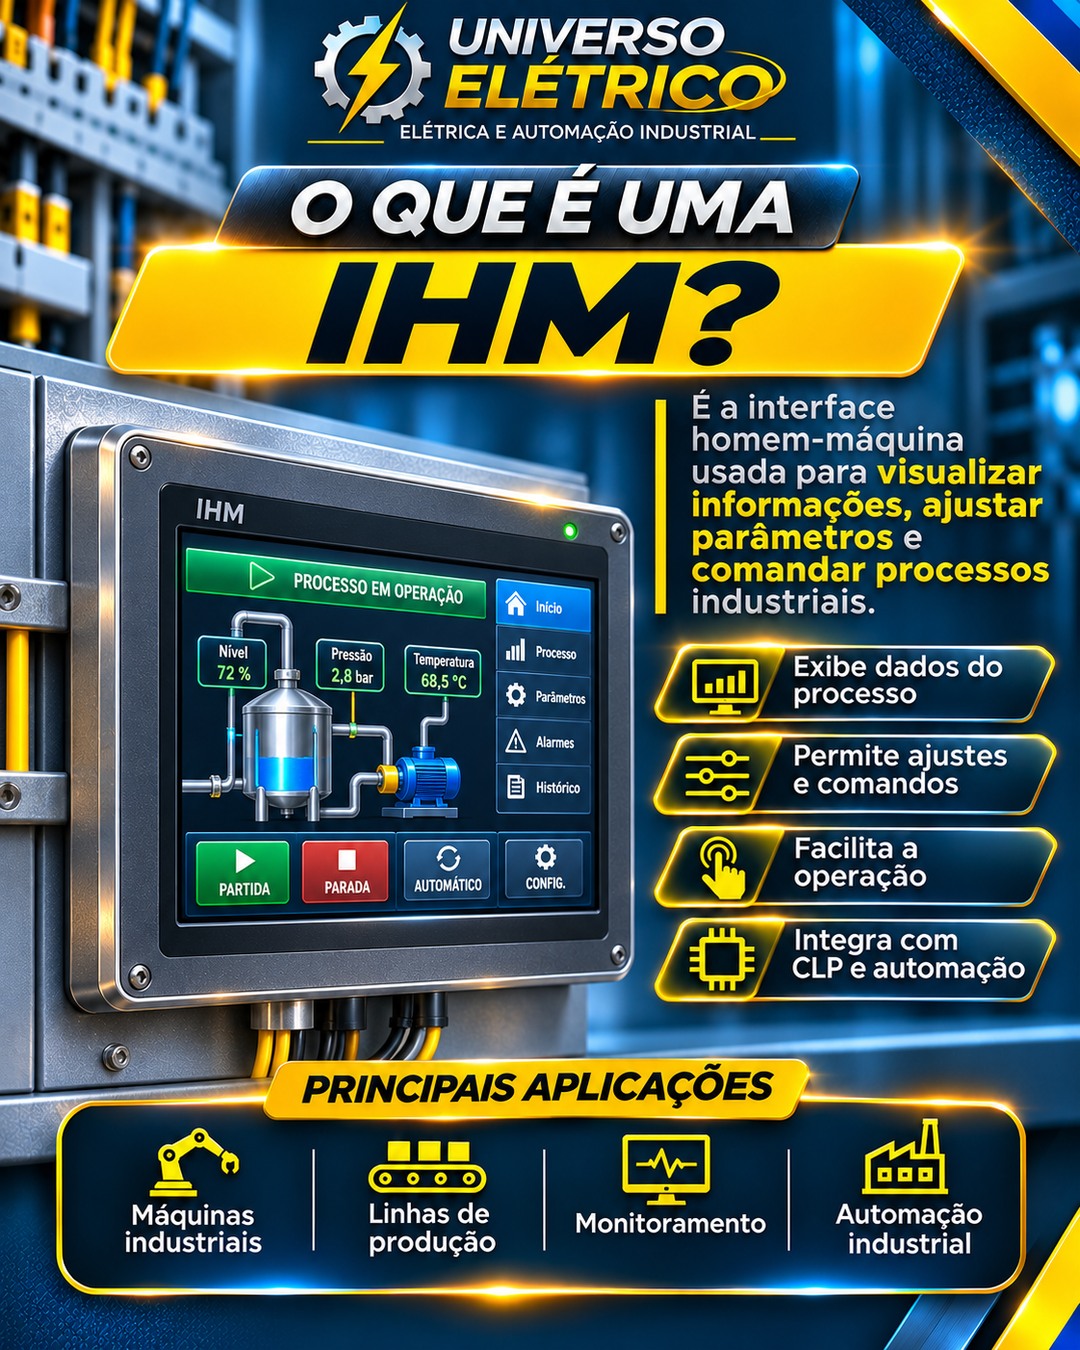 UNIVERSO
ELÉTRICO
ELÉTRICA E AUTOMAÇÃO INDUSTRIAL
O QUE É UMA
IHM?
É a interface
homem-máquina
usada para visualizar
informações, ajustar
parâmetros e
comandar processos
industriais.
IHM
PROCESSO EM OPERAÇÃO
Nível
72 %
Pressão
2,8 bar
Temperatura
68,5 °C
Início
Processo
Parâmetros
Alarmes
Histórico
PARTIDA
PARADA
AUTOMÁTICO
CONFIG.
Exibe dados do
processo
Permite ajustes
e comandos
Facilita a
operação
Integra com
CLP e automação
PRINCIPAIS APLICAÇÕES
Máquinas
industriais
Linhas de
produção
Monitoramento
Automação
industrial